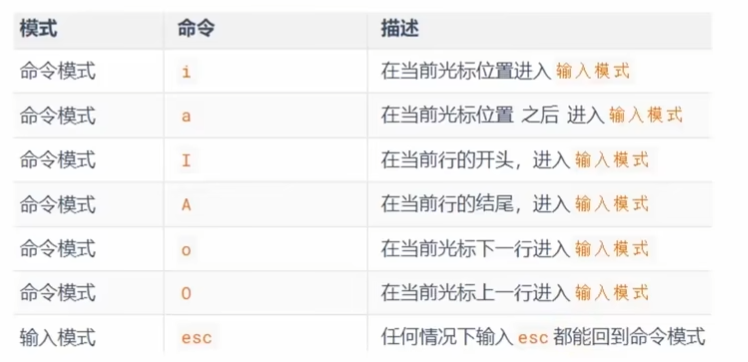 模式 命令 描述
命令模式 i 在当前光标位置进入 输入模式
命令模式 a 在当前光标位置 之后 进入 输入模式
命令模式 I 在当前行的开头，进入 输入模式
命令模式 A 在当前行的结尾，进入 输入模式
命令模式 o 在当前光标下一行进入 输入模式
命令模式 O 在当前光标上一行进入 输入模式
输入模式 esc 任何情况下输入 esc 都能回到命令模式